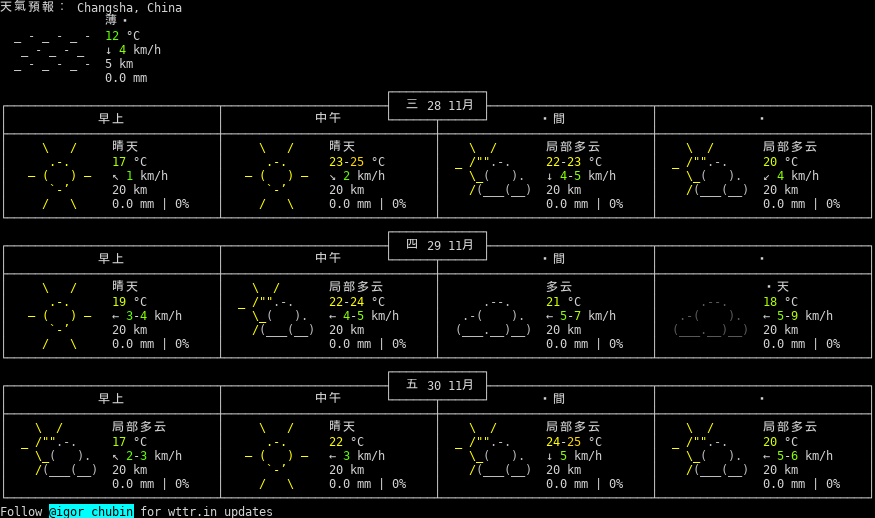 天氣預報： Changsha, China
薄・
12 °C
↓ 4 km/h
5 km
0.0 mm
三 28 11月
早上 中午 ・間 ・
晴天 晴天 局部多云 局部多云
17 °C 23-25 °C 22-23 °C 20 °C
↖ 1 km/h ↘ 2 km/h ↓ 4-5 km/h ↙ 4 km/h
20 km 20 km 20 km 20 km
0.0 mm | 0% 0.0 mm | 0% 0.0 mm | 0% 0.0 mm | 0%
四 29 11月
早上 中午 ・間 ・
晴天 局部多云 多云 ・天
19 °C 22-24 °C 21 °C 18 °C
← 3-4 km/h ← 4-5 km/h ← 5-7 km/h ← 5-9 km/h
20 km 20 km 20 km 20 km
0.0 mm | 0% 0.0 mm | 0% 0.0 mm | 0% 0.0 mm | 0%
五 30 11月
早上 中午 ・間 ・
局部多云 晴天 局部多云 局部多云
17 °C 22 °C 24-25 °C 20 °C
↖ 2-3 km/h ← 3 km/h ↓ 5 km/h ← 5-6 km/h
20 km 20 km 20 km 20 km
0.0 mm | 0% 0.0 mm | 0% 0.0 mm | 0% 0.0 mm | 0%
Follow @igor_chubin for wttr.in updates